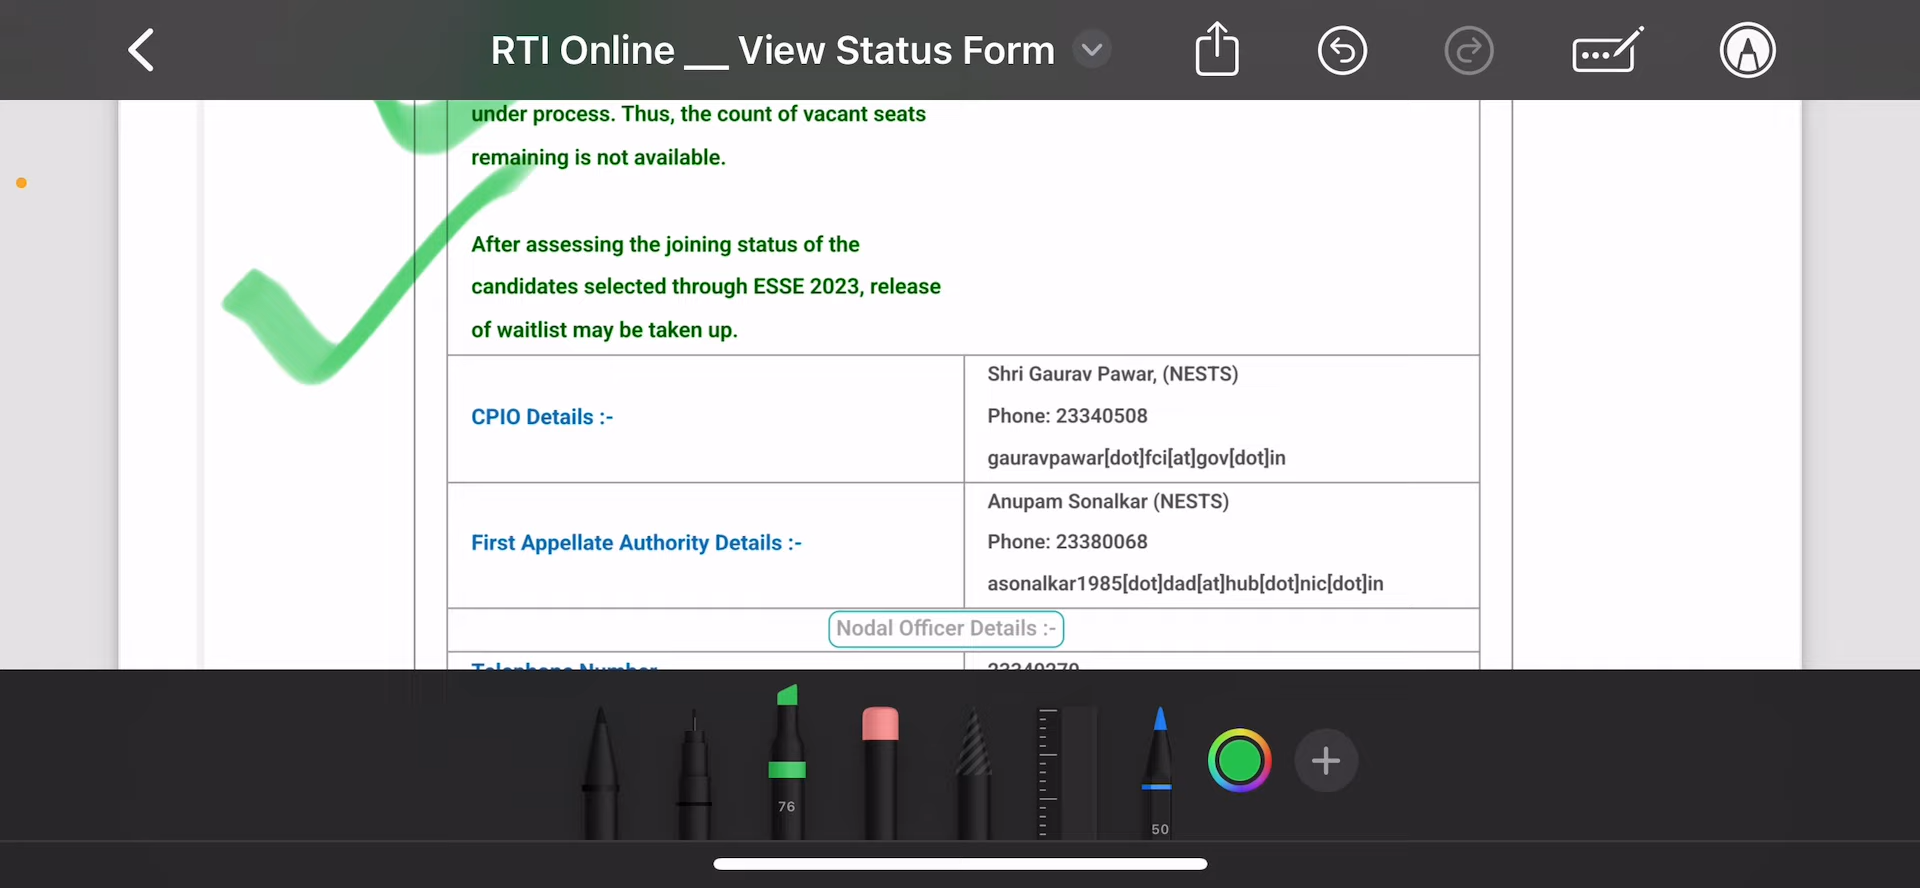 RTI Online __ View Status Form
under process. Thus, the count of vacant seats
remaining is not available.
After assessing the joining status of the
candidates selected through ESSE 2023, release
of waitlist may be taken up.
CPIO Details :-
Shri Gaurav Pawar, (NESTS)
Phone: 23340508
gauravpawar[dot]fci[at]gov[dot]in
First Appellate Authority Details :-
Anupam Sonalkar (NESTS)
Phone: 23380068
asonalkar1985[dot]dad[at]hub[dot]nic[dot]in
Nodal Officer Details :-
Telephone Number
23340270
76
50